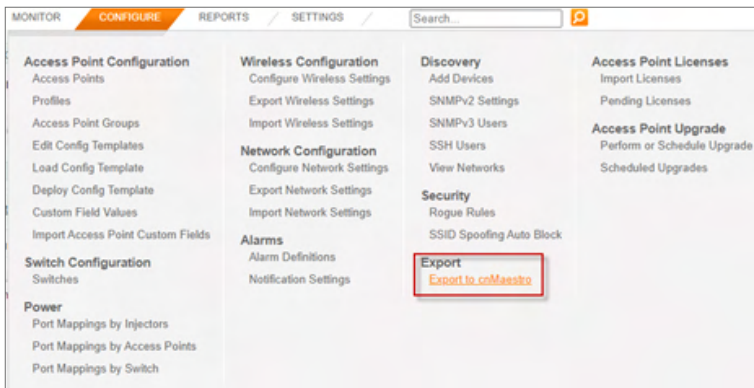 MONITOR CONFIGURE REPORTS SETTINGS Search...
Access Point Configuration
Access Points
Profiles
Access Point Groups
Edit Config Templates
Load Config Template
Deploy Config Template
Custom Field Values
Import Access Point Custom Fields
Switch Configuration
Switches
Power
Port Mappings by Injectors
Port Mappings by Access Points
Port Mappings by Switch
Wireless Configuration
Configure Wireless Settings
Export Wireless Settings
Import Wireless Settings
Network Configuration
Configure Network Settings
Export Network Settings
Import Network Settings
Alarms
Alarm Definitions
Notification Settings
Discovery
Add Devices
SNMPv2 Settings
SNMPv3 Users
SSH Users
View Networks
Security
Rogue Rules
SSID Spoofing Auto Block
Export
Export to cnMaestro
Access Point Licenses
Import Licenses
Pending Licenses
Access Point Upgrade
Perform or Schedule Upgrade
Scheduled Upgrades